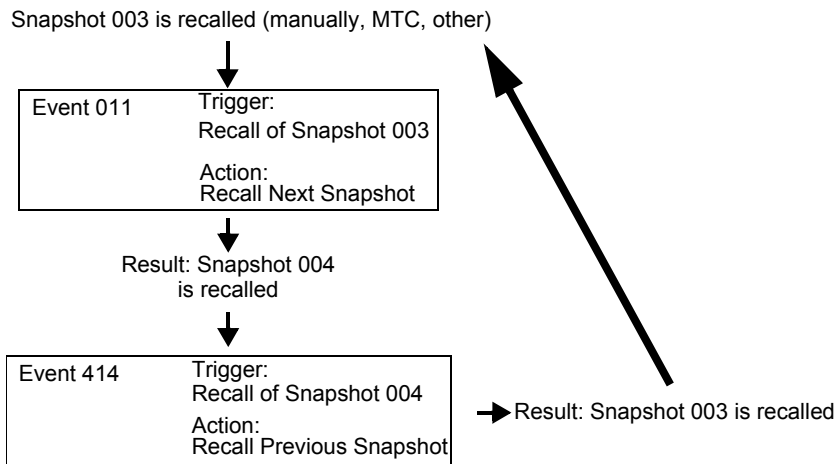 Snapshot 003 is recalled (manually, MTC, other)
Event 011
Trigger:
Recall of Snapshot 003
Action:
Recall Next Snapshot
Result: Snapshot 004
is recalled
Event 414
Trigger:
Recall of Snapshot 004
Action:
Recall Previous Snapshot
Result: Snapshot 003 is recalled